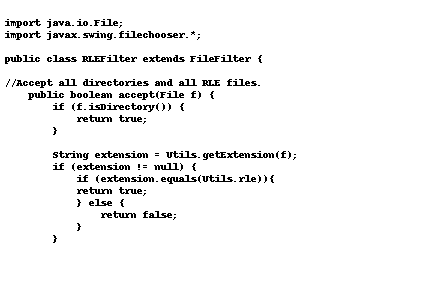 import java.io.File;
import javax.swing.filechooser.*;
public class RLEFilter extends FileFilter {
//Accept all directories and all RLE files.
public boolean accept(File f) {
if (f.isDirectory()) {
return true;
}
String extension = Utils.getExtension(f);
if (extension != null) {
if (extension.equals(Utils.rle)){
return true;
} else {
return false;
}
}